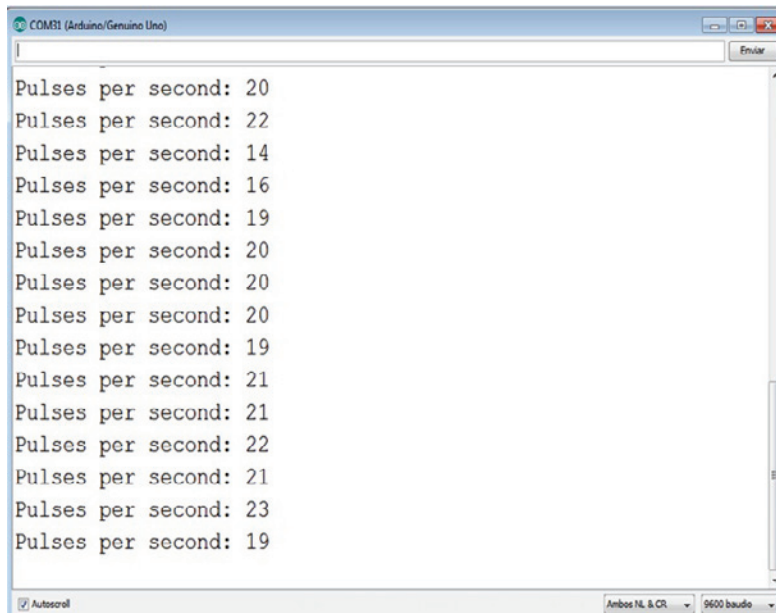 COM31 (Arduino/Genuino Uno)
Enviar
Pulses per second: 20
Pulses per second: 22
Pulses per second: 14
Pulses per second: 16
Pulses per second: 19
Pulses per second: 20
Pulses per second: 20
Pulses per second: 20
Pulses per second: 19
Pulses per second: 21
Pulses per second: 21
Pulses per second: 22
Pulses per second: 21
Pulses per second: 23
Pulses per second: 19
Autoscroll Ambos NL & CR 9600 baudio